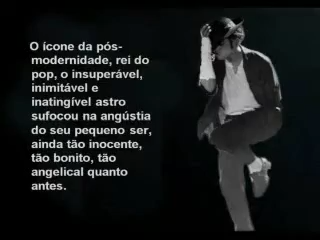 O ícone da pós-
modernidade, rei do
pop, o insuperável,
inimitável e
inatingível astro
sufocou na angústia
do seu pequeno ser,
ainda tão inocente,
tão bonito, tão
angelical quanto
antes.